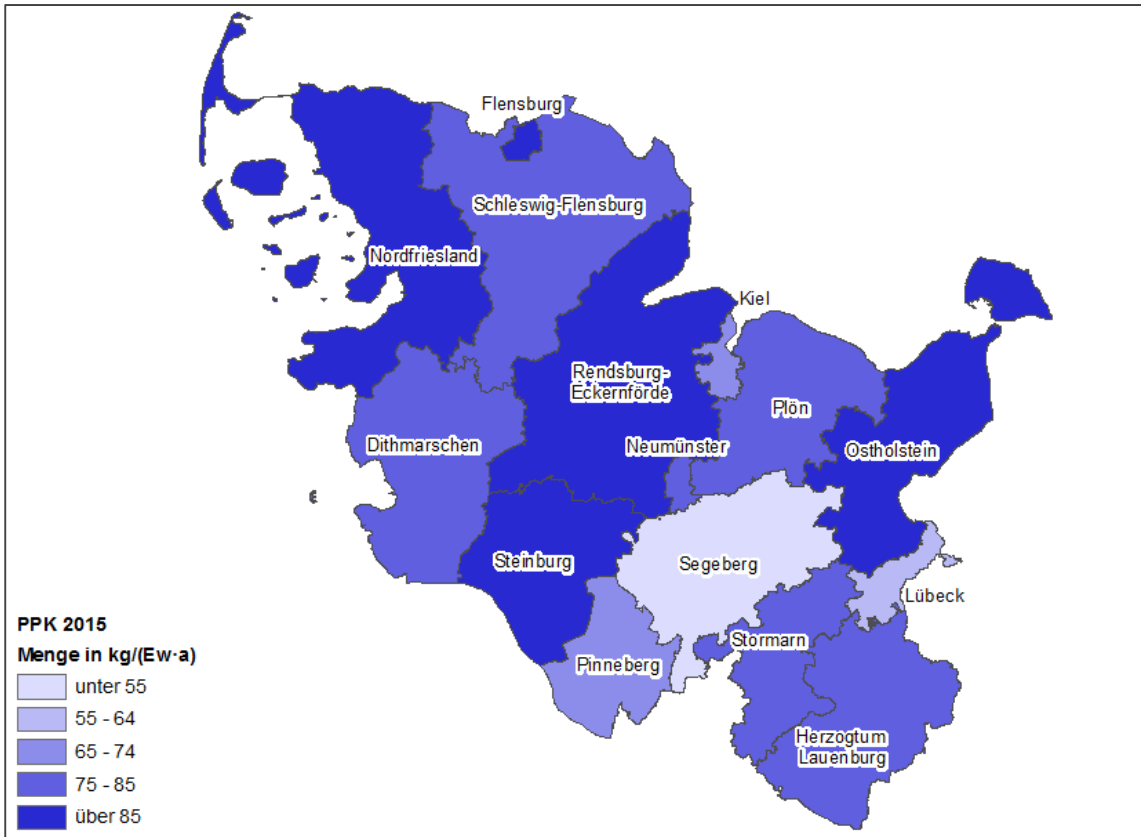 Flensburg
Schleswig-Flensburg
Nordfriesland
Kiel
Rendsburg-
Eckernförde
Plön
Dithmarschen
Neumünster
Ostholstein
Steinburg
Segeberg
Lübeck
Stormarn
Pinneberg
Herzogtum
Lauenburg
PPK 2015
Menge in kg/(Ew·a)
unter 55
55 - 64
65 - 74
75 - 85
über 85